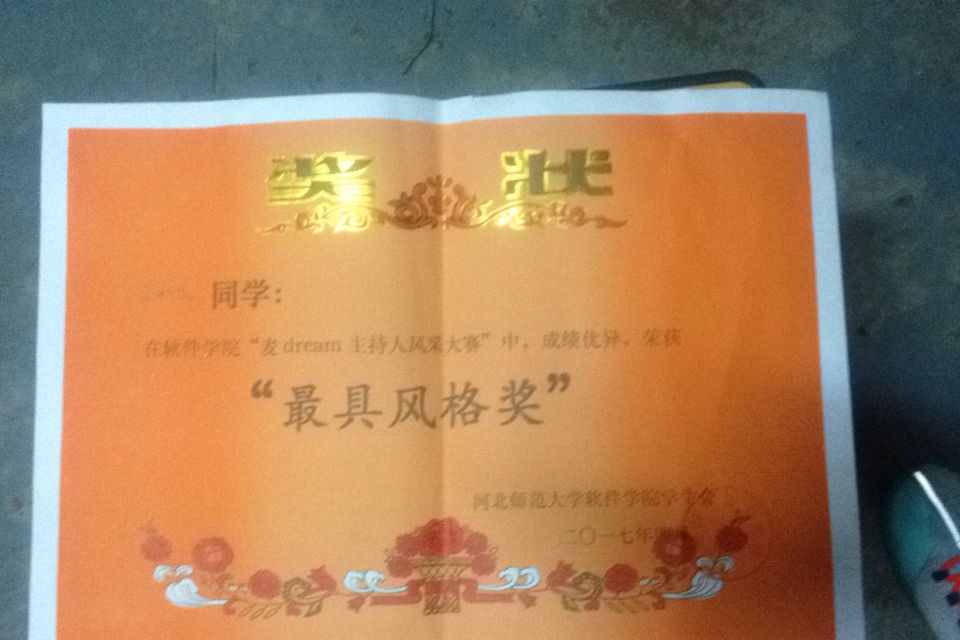 奖状
同学：
在软件学院“麦dream主持人风采大赛”中，成绩优异，荣获
“最具风格奖”
河北师范大学软件学院学生会
二〇一七年